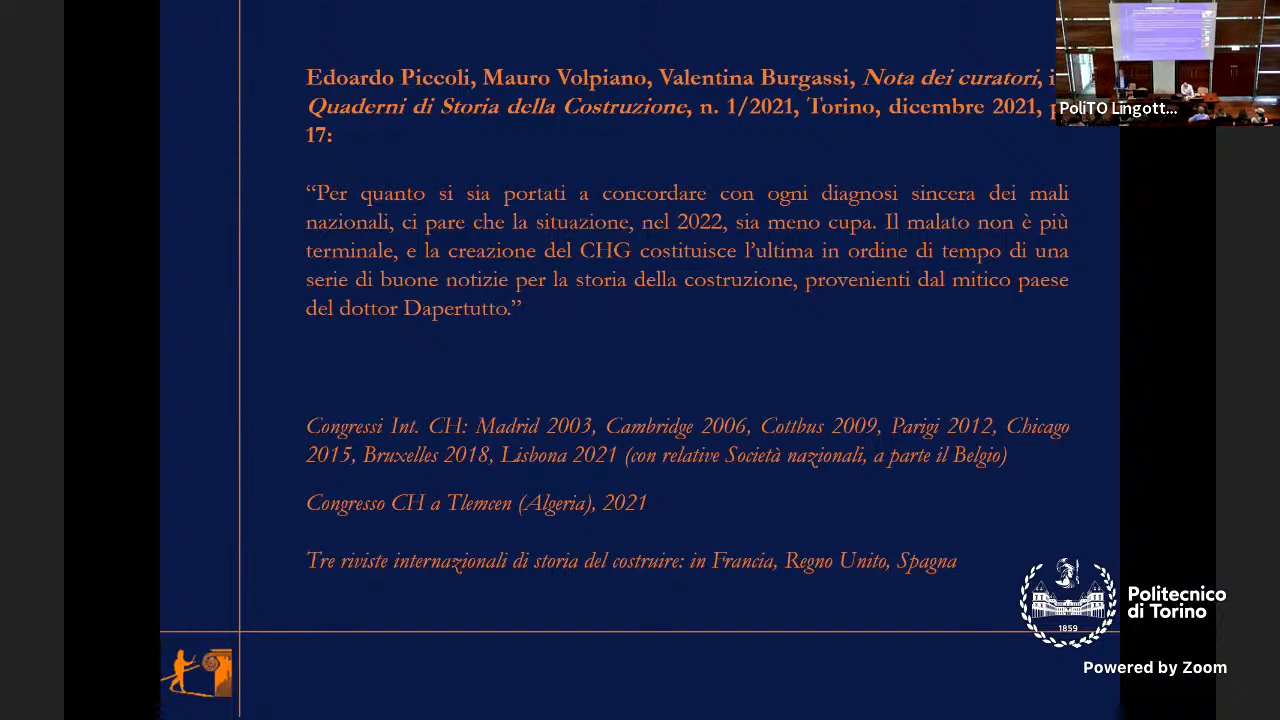 Edoardo Piccoli, Mauro Volpiano, Valentina Burgassi, Nota dei curatori,
Quaderni di Storia della Costruzione, n. 1/2021, Torino, dicembre 2021,
17:
“Per quanto si sia portati a concordare con ogni diagnosi sincera dei mali
nazionali, ci pare che la situazione, nel 2022, sia meno cupa. Il malato non è più
terminale, e la creazione del CHG costituisce l’ultima in ordine di tempo di una
serie di buone notizie per la storia della costruzione, provenienti dal mitico paese
del dottor Dapertutto.”
Congressi Int. CH: Madrid 2003, Cambridge 2006, Cottbus 2009, Parigi 2012, Chicago
2015, Bruxelles 2018, Lisbona 2021 (con relative Società nazionali, a parte il Belgio)
Congresso CH a Tlemcen (Algeria), 2021
Tre riviste internazionali di storia del costruire: in Francia, Regno Unito, Spagna
PoliTO Lingott...
1859
Politecnico
di Torino
Powered by Zoom